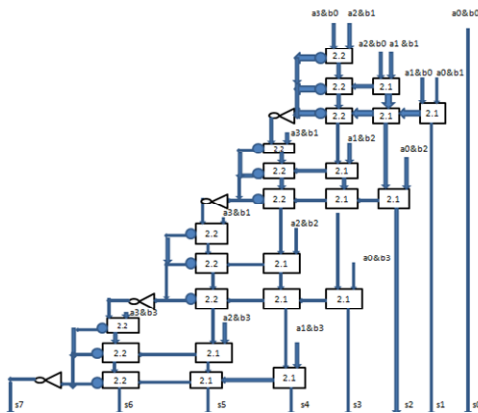 a0&b0
a3&b0 a2&b1
a2&b0 a1&b1
2.2
a1&b0 a0&b1
2.2 2.1
2.2 2.1 2.1
a3&b1
a1&b2
2.2
a0&b2
2.2 2.1
2.2 2.1 2.1
a3&b1
a2&b2
2.2
2.2 2.1
a0&b3
2.2 2.1 2.1
a3&b3
a2&b3
2.2
a1&b3
2.2 2.1
2.2 2.1 2.1
s7 s6 s5 s4 s3 s2 s1 s0